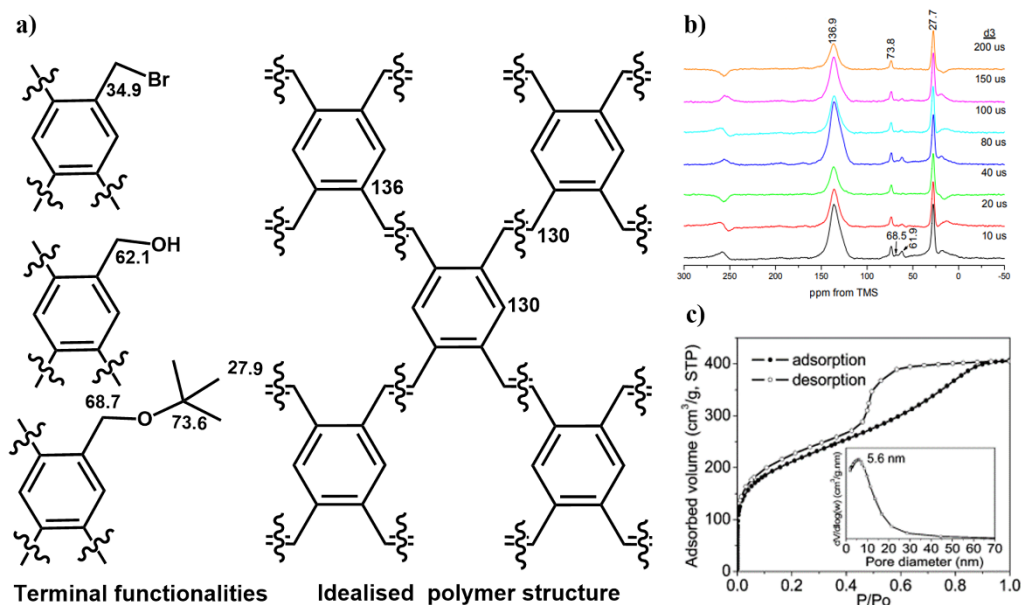 a)
Br
34.9
OH
62.1
27.9
68.7
O
73.6
Terminal functionalities
136
130
130
Idealised polymer structure
b)
136.9
73.8
27.7
d3
200 us
150 us
100 us
80 us
40 us
20 us
10 us
68.5
61.9
300 250 200 150 100 50 0 -50
ppm from TMS
c)
Adsorbed volume (cm³/g, STP)
400
300
200
100
0
adsorption
desorption
5.6 nm
dV/dlog(w) (cm³/g.nm)
0 10 20 30 40 50 60 70
Pore diameter (nm)
0.0 0.2 0.4 0.6 0.8 1.0
P/Po